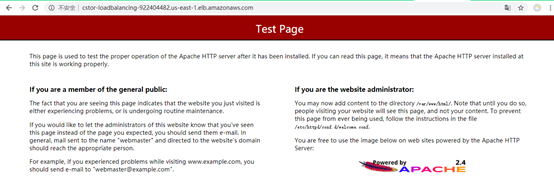 不安全 | cstor-loadbalancing-922404482.us-east-1.elb.amazonaws.com
Test Page
This page is used to test the proper operation of the Apache HTTP server after it has been installed. If you can read this page, it means that the Apache HTTP server installed at
this site is working properly.
If you are a member of the general public:
The fact that you are seeing this page indicates that the website you just visited is
either experiencing problems, or is undergoing routine maintenance.
If you would like to let the administrators of this website know that you've seen
this page instead of the page you expected, you should send them e-mail. In
general, mail sent to the name "webmaster" and directed to the website's domain
should reach the appropriate person.
For example, if you experienced problems while visiting www.example.com, you
should send e-mail to "webmaster@example.com".
If you are the website administrator:
You may now add content to the directory /var/www/html/. Note that until you do so,
people visiting your website will see this page, and not your content. To prevent
this page from ever being used, follow the instructions in the file
/etc/httpd/conf.d/welcome.conf.
You are free to use the image below on web sites powered by the Apache HTTP
Server:
Powered by 2.4
APACHE